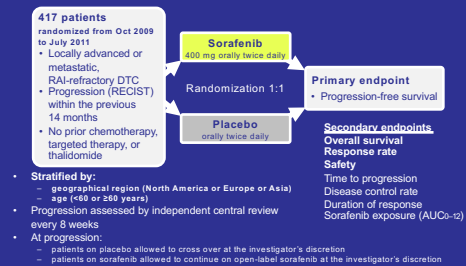 417 patients
randomized from Oct 2009
to July 2011
• Locally advanced or
metastatic,
RAI-refractory DTC
• Progression (RECIST)
within the previous
14 months
• No prior chemotherapy,
targeted therapy, or
thalidomide
Sorafenib
400 mg orally twice daily
Randomization 1:1
Placebo
orally twice daily
Primary endpoint
• Progression-free survival
Secondary endpoints
Overall survival
Response rate
Safety
Time to progression
Disease control rate
Duration of response
Sorafenib exposure (AUC0–12)
• Stratified by:
– geographical region (North America or Europe or Asia)
– age (<60 or ≥60 years)
• Progression assessed by independent central review
every 8 weeks
• At progression:
– patients on placebo allowed to cross over at the investigator's discretion
– patients on sorafenib allowed to continue on open-label sorafenib at the investigator's discretion